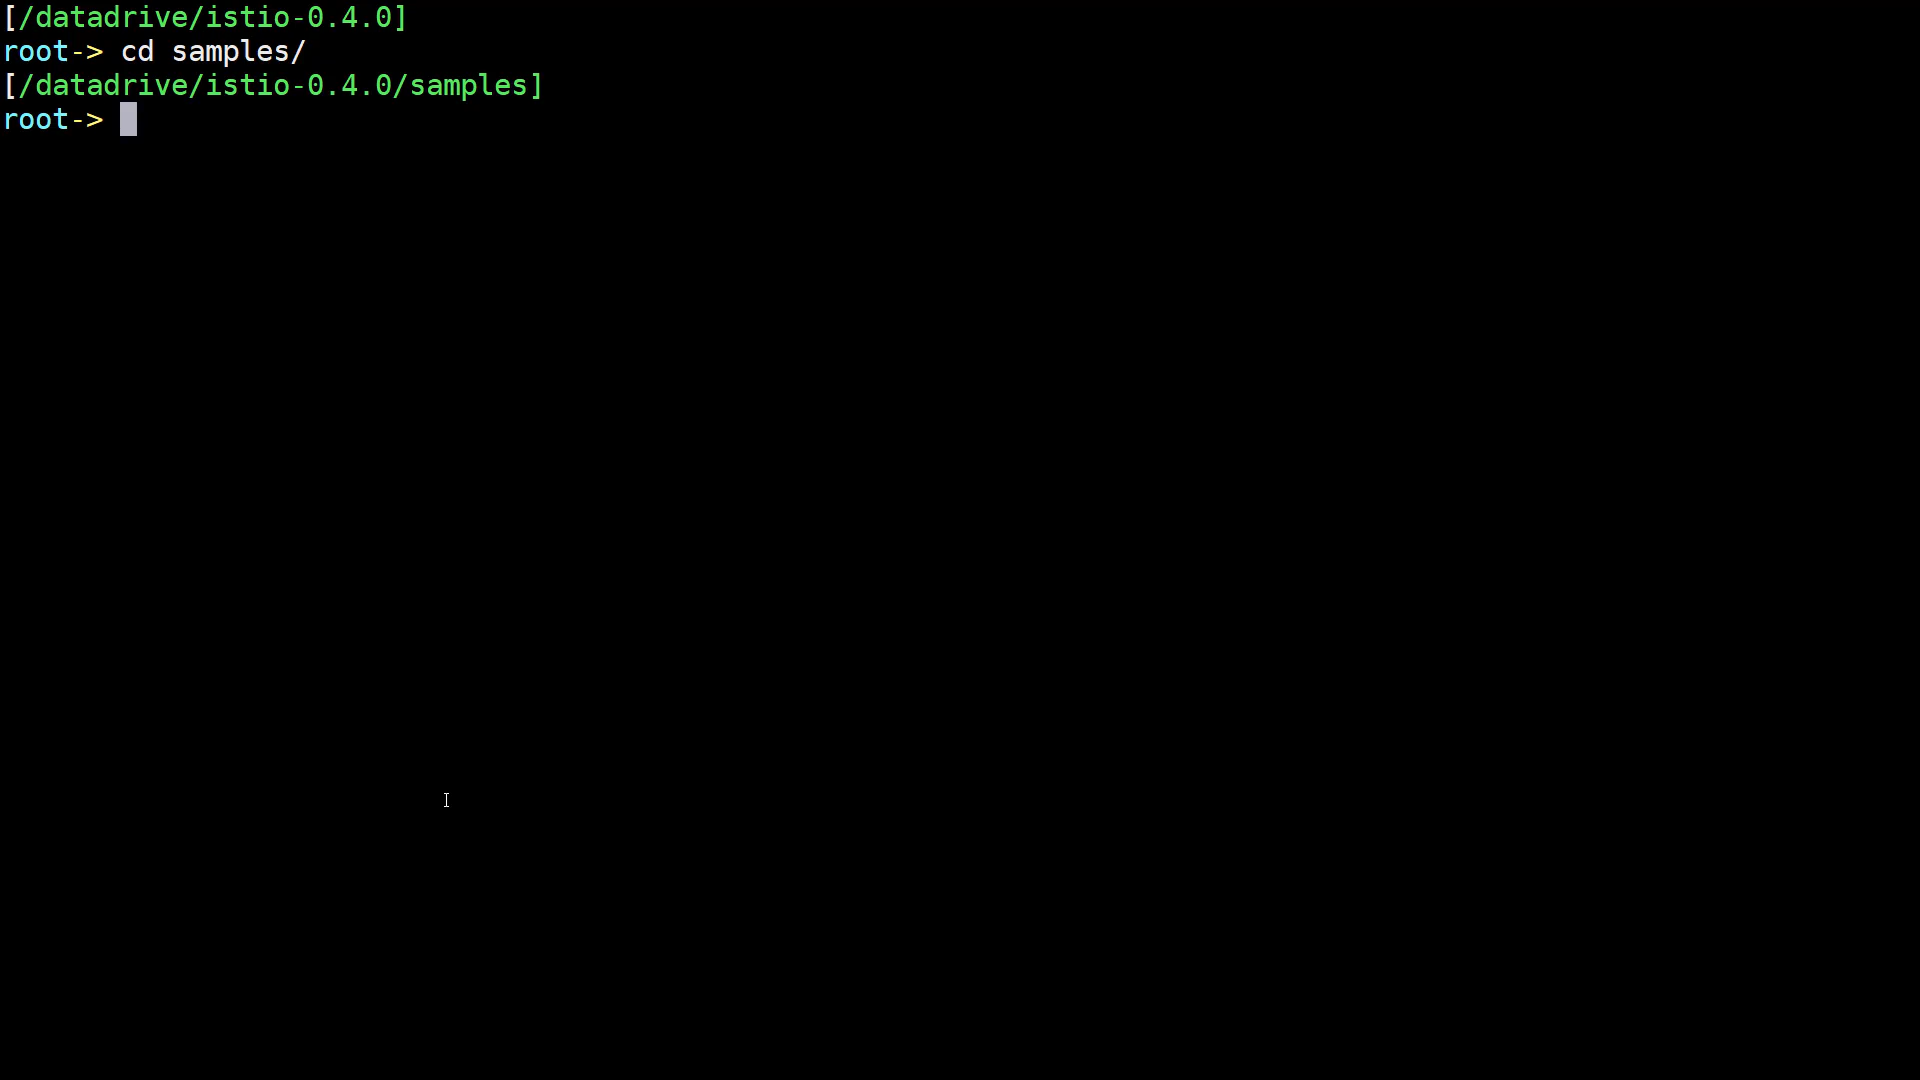 [/datadrive/istio-0.4.0]
root-> cd samples/
[/datadrive/istio-0.4.0/samples]
root->